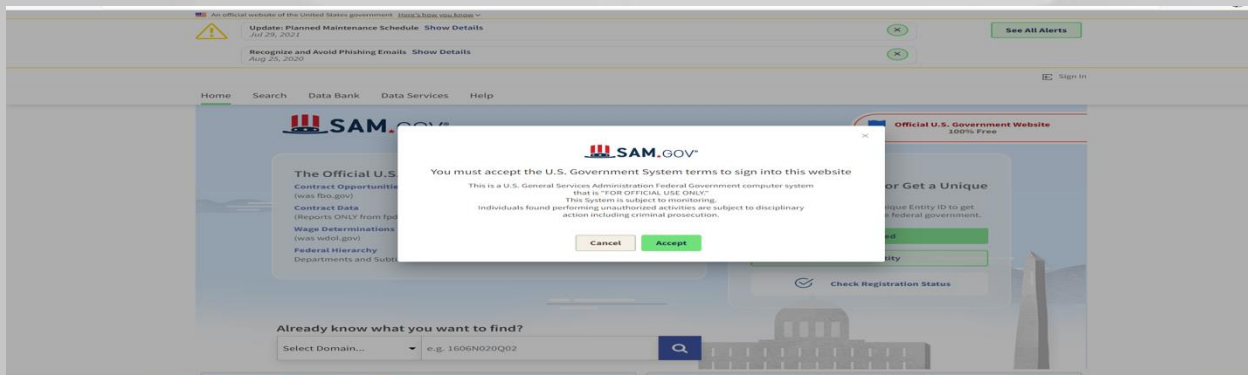 An official website of the United States government Here's how you know
Update: Planned Maintenance Schedule Show Details
Jul 29, 2021
See All Alerts
Recognize and Avoid Phishing Emails Show Details
Aug 25, 2020
Sign In
Home Search Data Bank Data Services Help
SAM.GOV®
Official U.S. Government Website
100% Free
SAM.GOV®
You must accept the U.S. Government System terms to sign into this website
This is a U.S. General Services Administration Federal Government computer system
that is "FOR OFFICIAL USE ONLY."
This System is subject to monitoring.
Individuals found performing unauthorized activities are subject to disciplinary
action including criminal prosecution.
Cancel Accept
The Official U.S.
Contract Opportunitie
(was fbo.gov)
Contract Data
(Reports ONLY from fpd
Wage Determinations
(was wdol.gov)
Federal Hierarchy
Departments and Subt
or Get a Unique
nique Entity ID to get
e federal government.
ed
tity
Check Registration Status
Already know what you want to find?
Select Domain... e.g. 1606N020Q02